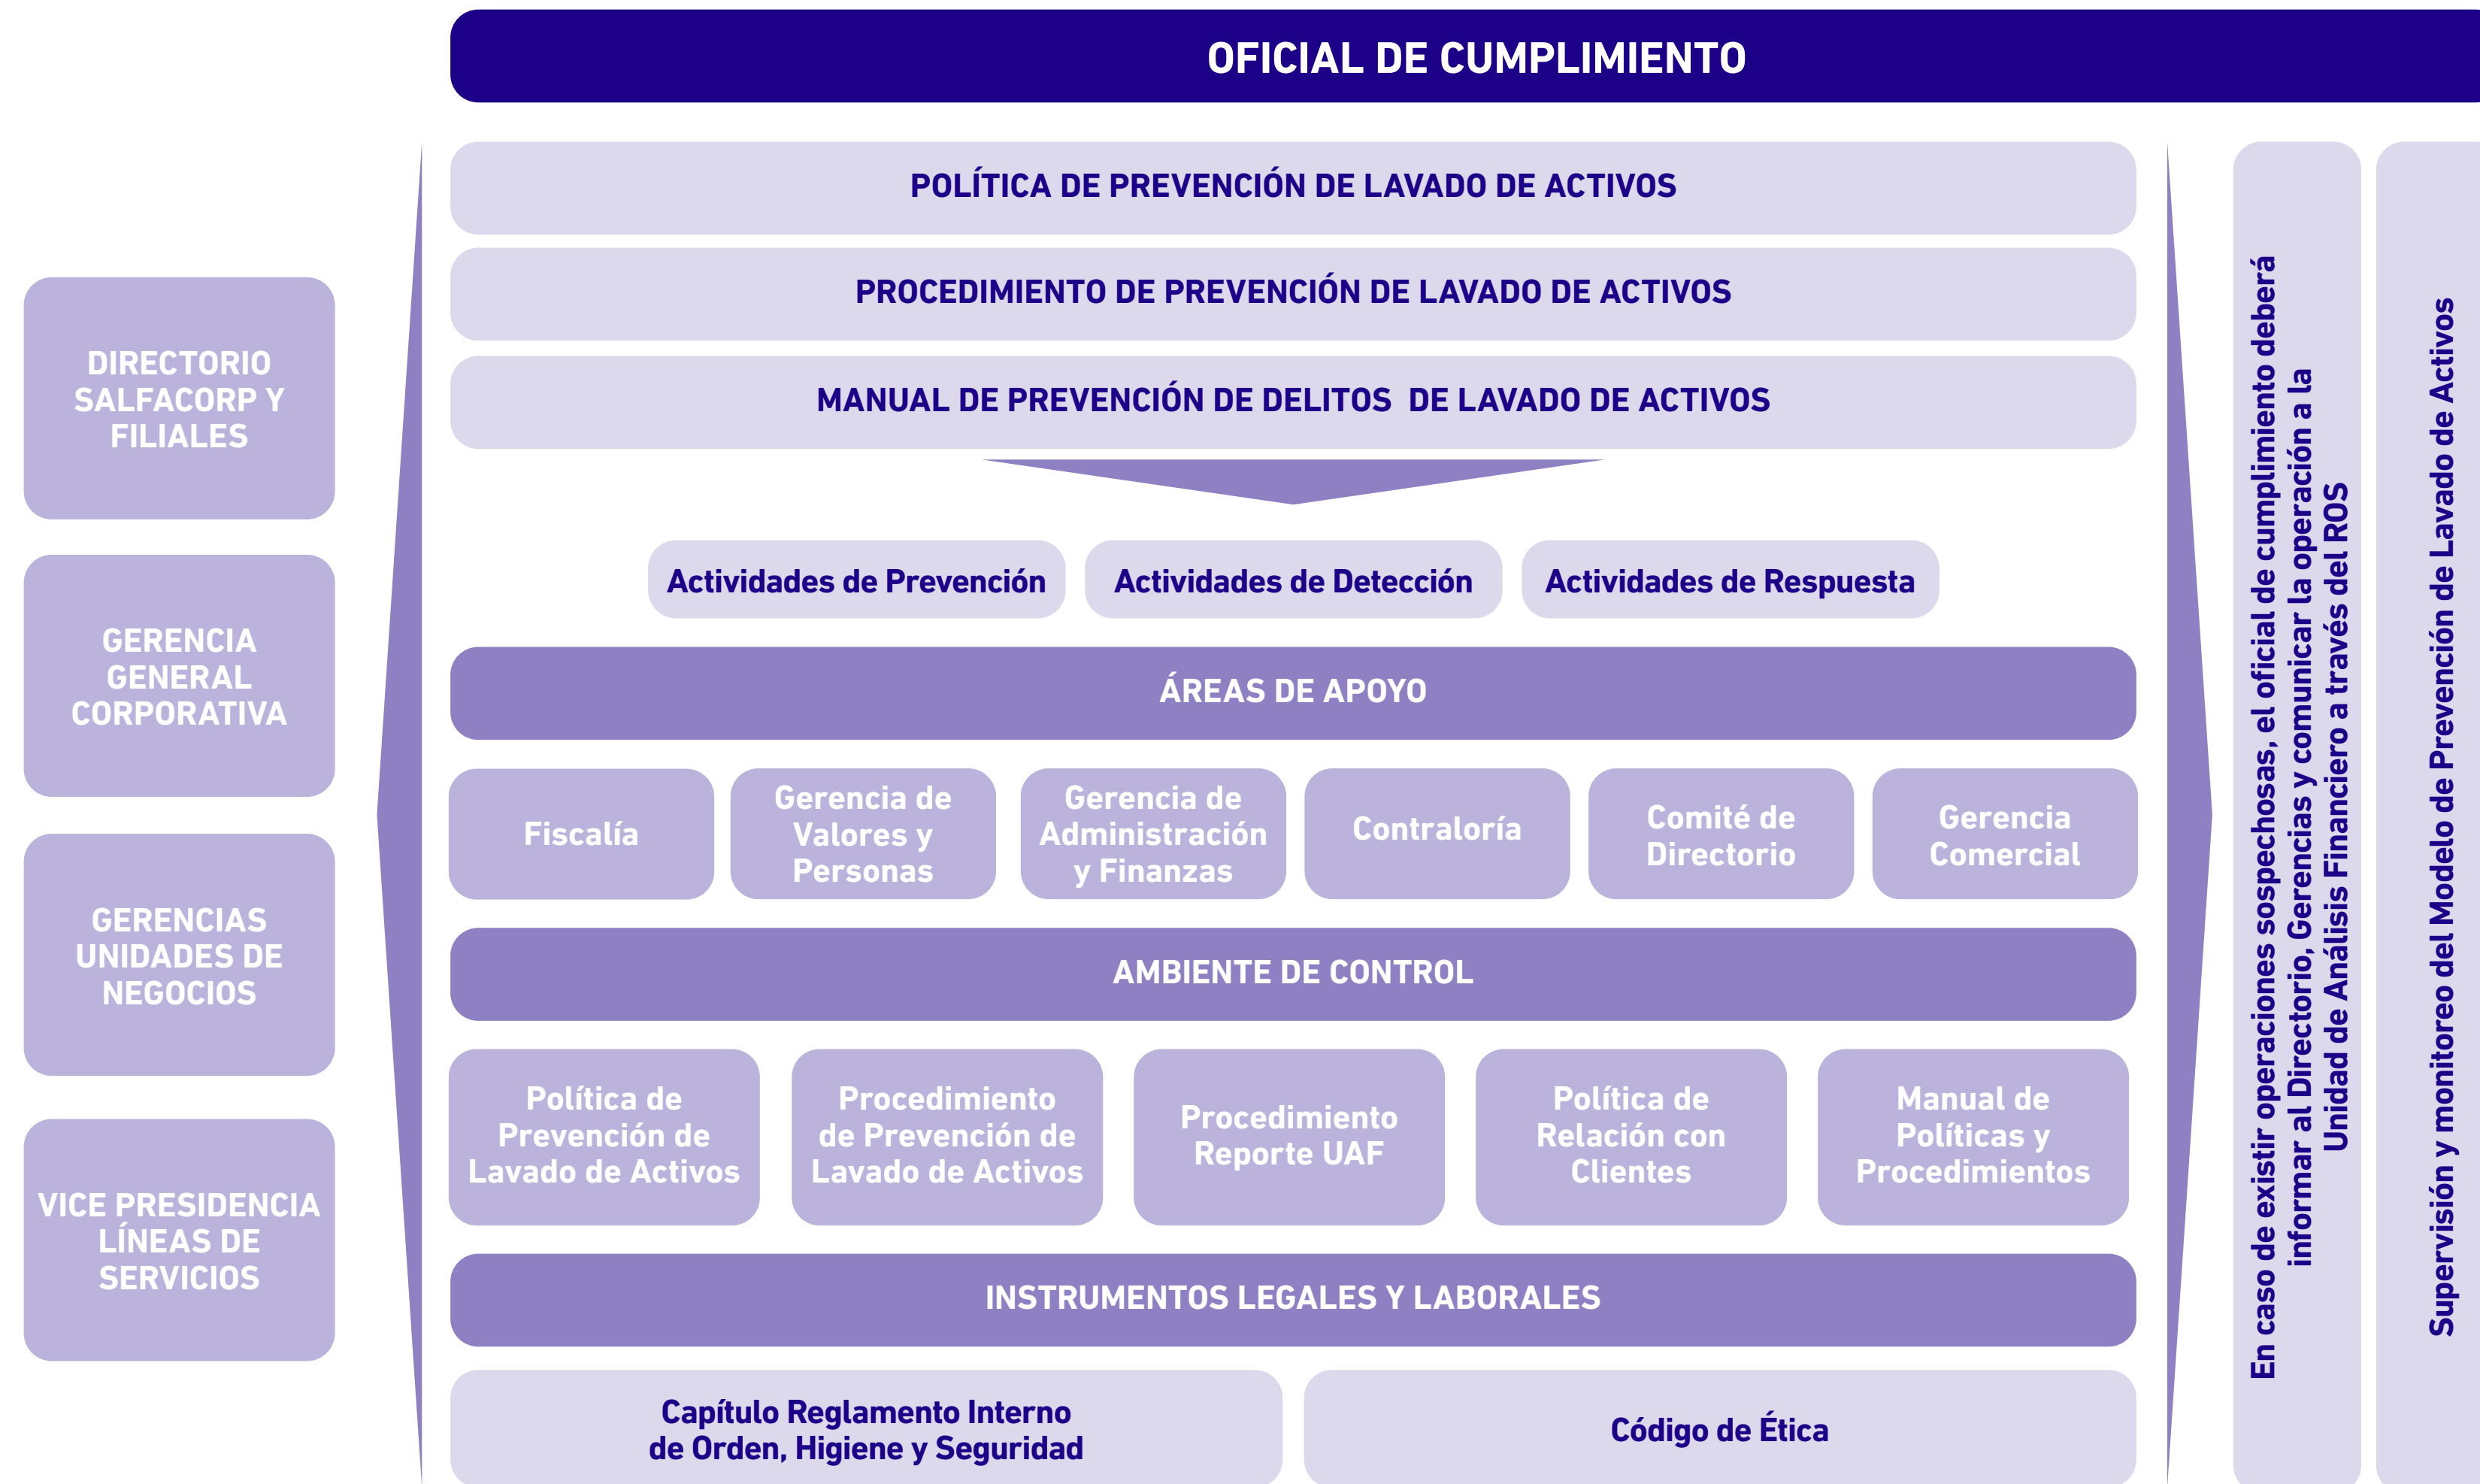 OFICIAL DE CUMPLIMIENTO
DIRECTORIO
SALFACORP Y
FILIALES
GERENCIA
GENERAL
CORPORATIVA
GERENCIAS
UNIDADES DE
NEGOCIOS
VICE PRESIDENCIA
LÍNEAS DE
SERVICIOS
POLÍTICA DE PREVENCIÓN DE LAVADO DE ACTIVOS
PROCEDIMIENTO DE PREVENCIÓN DE LAVADO DE ACTIVOS
MANUAL DE PREVENCIÓN DE DELITOS DE LAVADO DE ACTIVOS
Actividades de Prevención
Actividades de Detección
Actividades de Respuesta
ÁREAS DE APOYO
Fiscalía
Gerencia de
Valores y
Personas
Gerencia de
Administración
y Finanzas
Contraloría
Comité de
Directorio
Gerencia
Comercial
AMBIENTE DE CONTROL
Política de
Prevención de
Lavado de Activos
Procedimiento
de Prevención de
Lavado de Activos
Procedimiento
Reporte UAF
Política de
Relación con
Clientes
Manual de
Políticas y
Procedimientos
INSTRUMENTOS LEGALES Y LABORALES
Capítulo Reglamento Interno
de Orden, Higiene y Seguridad
Código de Ética
En caso de existir operaciones sospechosas, el oficial de cumplimiento deberá
informar al Directorio, Gerencias y comunicar la operación a la
Unidad de Análisis Financiero a través del ROS
Supervisión y monitoreo del Modelo de Prevención de Lavado de Activos